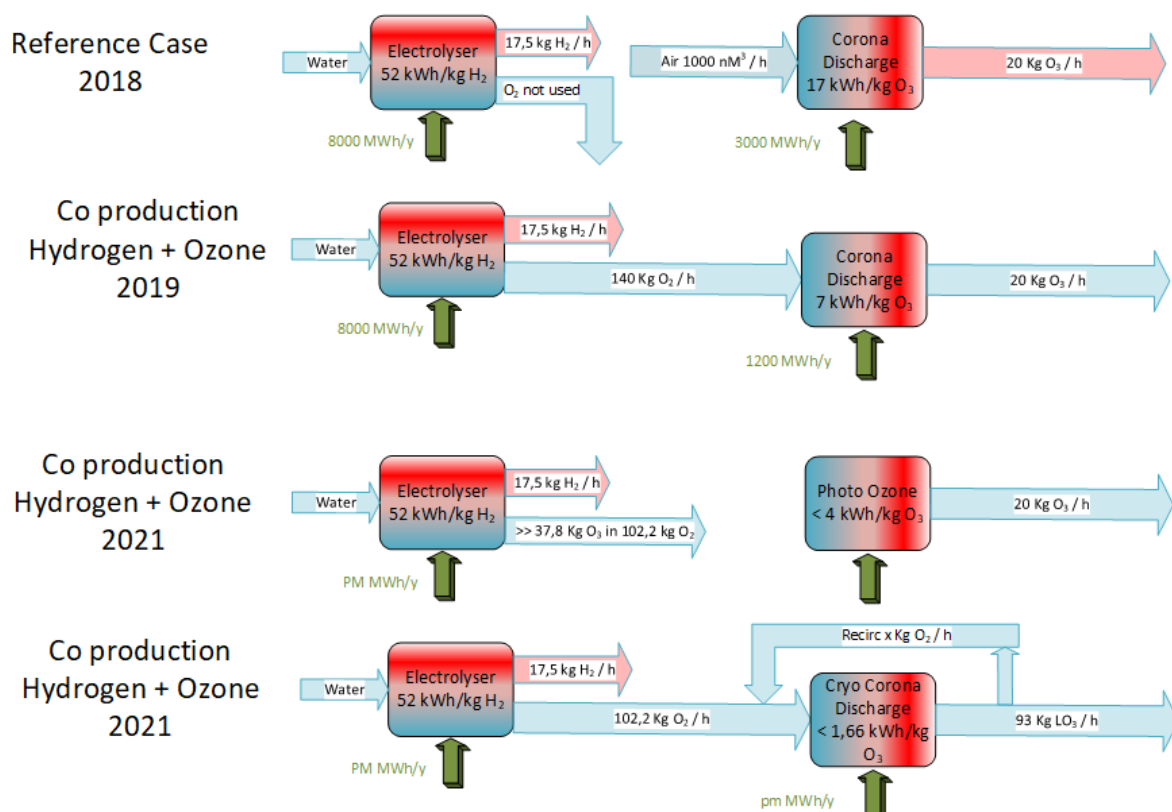 Reference Case
2018
Water
Electrolyser
52 kWh/kg H₂
17,5 kg H₂ / h
O₂ not used
8000 MWh/y
Air 1000 nM³ / h
Corona
Discharge
17 kWh/kg O₃
20 Kg O₃ / h
3000 MWh/y
Co production
Hydrogen + Ozone
2019
Water
Electrolyser
52 kWh/kg H₂
17,5 kg H₂ / h
140 Kg O₂ / h
8000 MWh/y
Corona
Discharge
7 kWh/kg O₃
20 Kg O₃ / h
1200 MWh/y
Co production
Hydrogen + Ozone
2021
Water
Electrolyser
52 kWh/kg H₂
17,5 kg H₂ / h
>> 37,8 Kg O₃ in 102,2 kg O₂
PM MWh/y
Photo Ozone
< 4 kWh/kg O₃
20 Kg O₃ / h
Co production
Hydrogen + Ozone
2021
Water
Electrolyser
52 kWh/kg H₂
17,5 kg H₂ / h
102,2 Kg O₂ / h
PM MWh/y
Recirc x Kg O₂ / h
Cryo Corona
Discharge
< 1,66 kWh/kg
O₃
93 Kg LO₃ / h
pm MWh/y